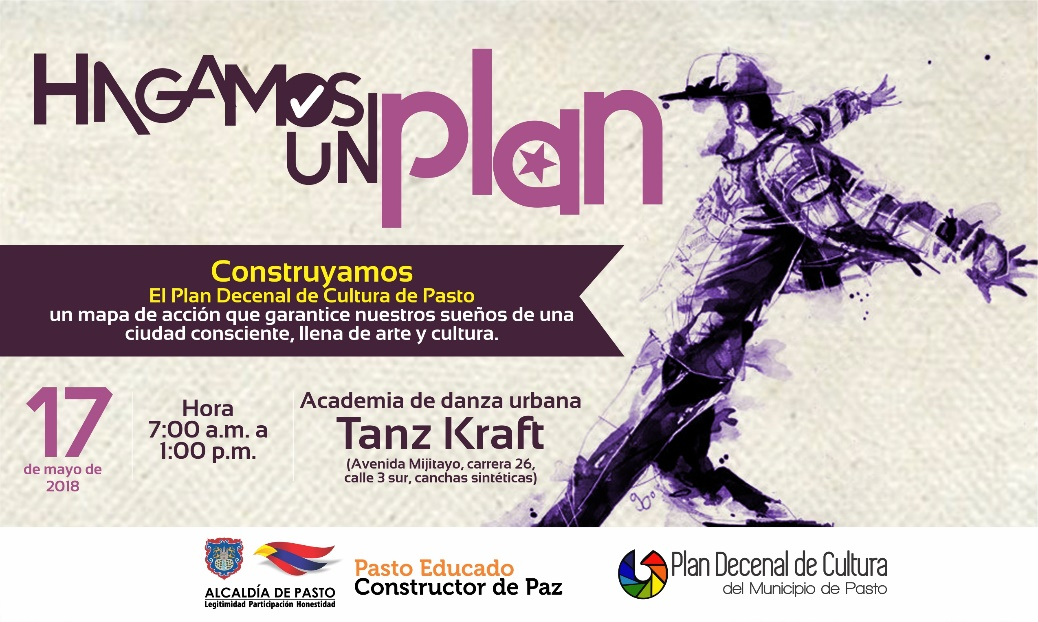 HAGAMOS
UN plan
Construyamos
El Plan Decenal de Cultura de Pasto
un mapa de acción que garantice nuestros sueños de una
ciudad consciente, llena de arte y cultura.
17
de mayo de
2018
Hora
7:00 a.m. a
1:00 p.m.
Academia de danza urbana
Tanz Kraft
(Avenida Mijitayo, carrera 26,
calle 3 sur, canchas sintéticas)
ALCALDÍA DE PASTO
Legitimidad Participación Honestidad
Pasto Educado
Constructor de Paz
Plan Decenal de Cultura
del Municipio de Pasto